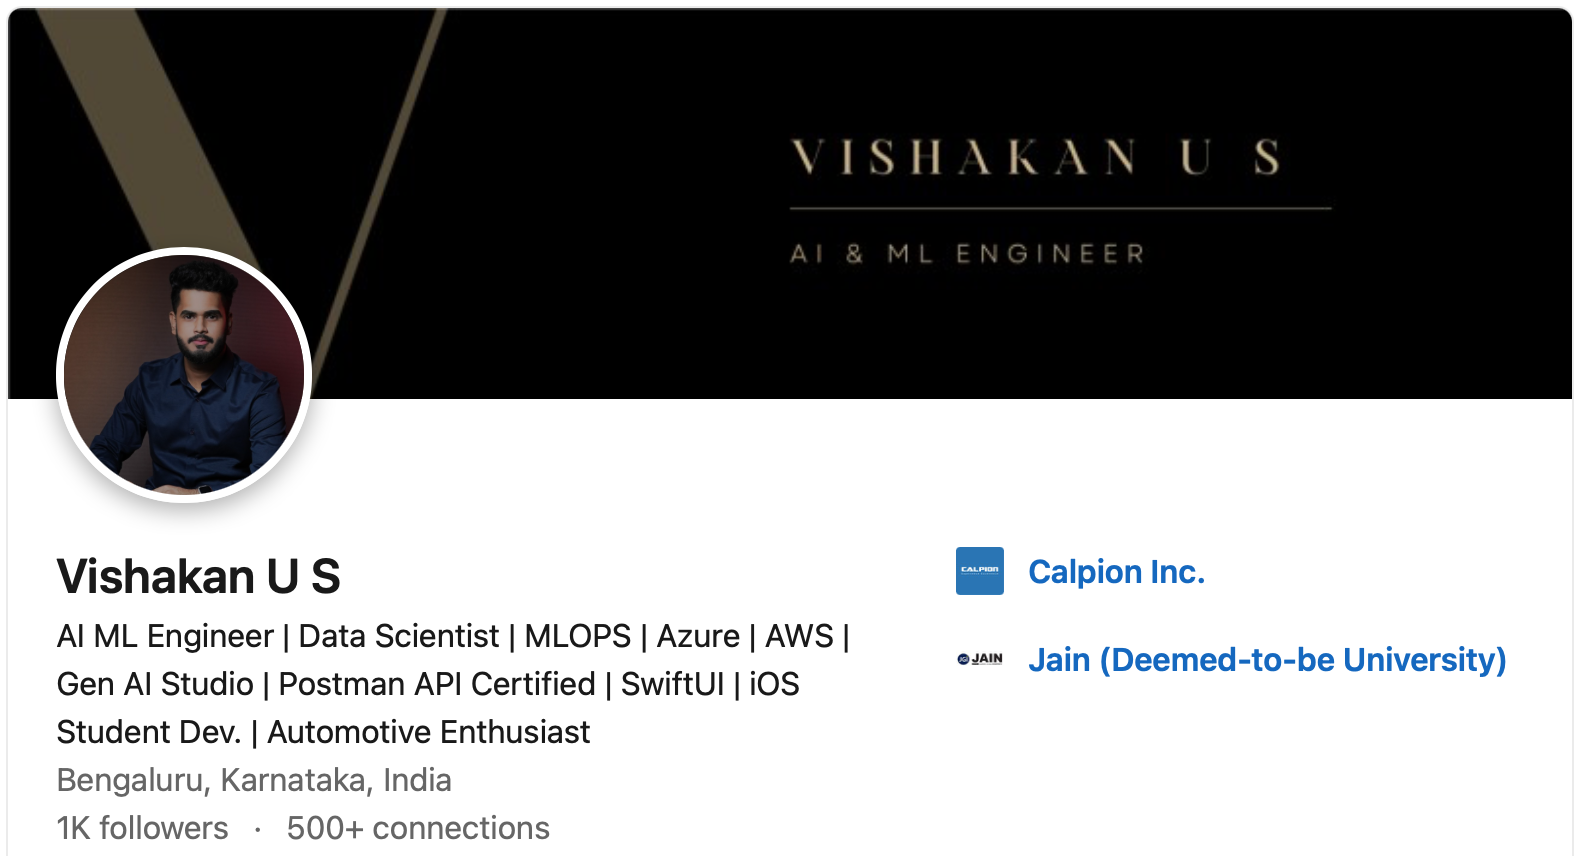 VISHAKAN U S
AI & ML ENGINEER
Vishakan U S
AI ML Engineer | Data Scientist | MLOPS | Azure | AWS |
Gen AI Studio | Postman API Certified | SwiftUI | iOS
Student Dev. | Automotive Enthusiast
Bengaluru, Karnataka, India
1K followers · 500+ connections
CALPION
Calpion Inc.
JAIN
Jain (Deemed-to-be University)